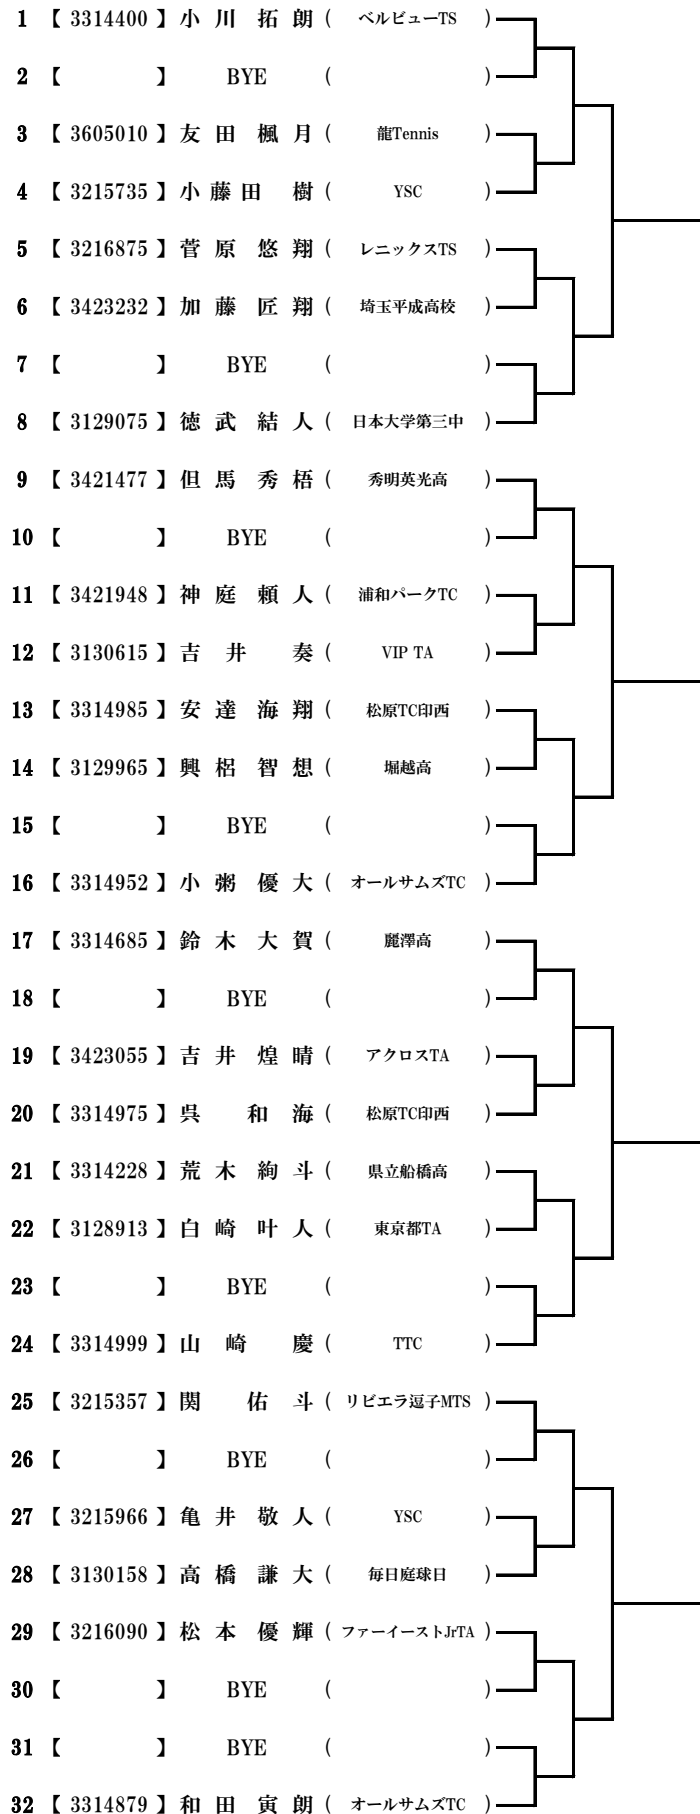 1 【 3314400 】 小 川 拓 朗 ( ベルビューTS )
2 【 】 BYE ( )
3 【 3605010 】 友 田 楓 月 ( 龍Tennis )
4 【 3215735 】 小 藤 田 樹 ( YSC )
5 【 3216875 】 菅 原 悠 翔 ( レニックスTS )
6 【 3423232 】 加 藤 匠 翔 ( 埼玉平成高校 )
7 【 】 BYE ( )
8 【 3129075 】 徳 武 結 人 ( 日本大学第三中 )
9 【 3421477 】 但 馬 秀 梧 ( 秀明英光高 )
10 【 】 BYE ( )
11 【 3421948 】 神 庭 頼 人 ( 浦和パークTC )
12 【 3130615 】 吉 井 奏 ( VIP TA )
13 【 3314985 】 安 達 海 翔 ( 松原TC印西 )
14 【 3129965 】 興 梠 智 想 ( 堀越高 )
15 【 】 BYE ( )
16 【 3314952 】 小 粥 優 大 ( オールサムズTC )
17 【 3314685 】 鈴 木 大 賀 ( 麗澤高 )
18 【 】 BYE ( )
19 【 3423055 】 吉 井 煌 晴 ( アクロスTA )
20 【 3314975 】 呉 和 海 ( 松原TC印西 )
21 【 3314228 】 荒 木 絢 斗 ( 県立船橋高 )
22 【 3128913 】 白 崎 叶 人 ( 東京都TA )
23 【 】 BYE ( )
24 【 3314999 】 山 崎 慶 ( TTC )
25 【 3215357 】 関 佑 斗 ( リビエラ逗子MTS )
26 【 】 BYE ( )
27 【 3215966 】 亀 井 敬 人 ( YSC )
28 【 3130158 】 高 橋 謙 大 ( 毎日庭球日 )
29 【 3216090 】 松 本 優 輝 ( ファーイーストJrTA )
30 【 】 BYE ( )
31 【 】 BYE ( )
32 【 3314879 】 和 田 寅 朗 ( オールサムズTC )